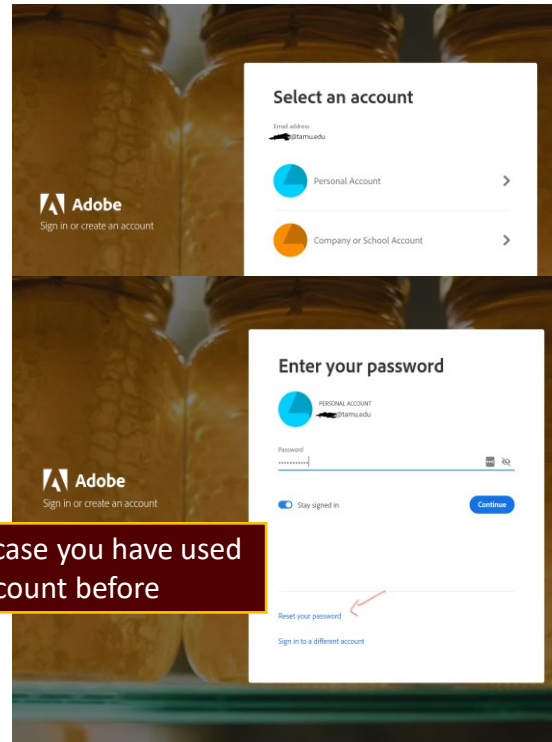 Select an account
Email address
@tamu.edu
Personal Account
Adobe
Sign in or create an account
Company or School Account
Enter your password
PERSONAL ACCOUNT
@tamu.edu
Password
Adobe
Sign in or create an account
Stay signed in
Continue
case you have used
count before
Reset your password
Sign in to a different account